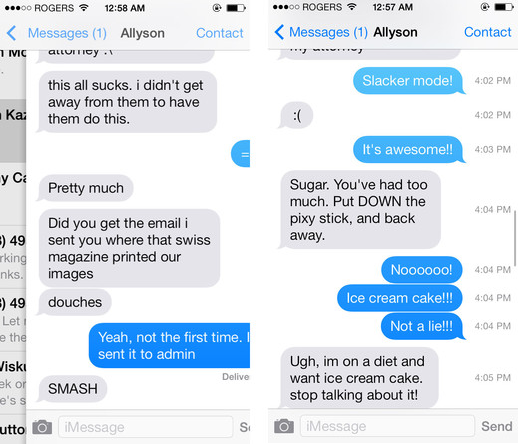 ROGERS 12:58 AM
Messages (1) Allyson Contact
attorney :(
this all sucks. i didn't get
away from them to have
them do this.
=
Pretty much
Did you get the email i
sent you where that swiss
magazine printed our
images
douches
Yeah, not the first time. I
sent it to admin
Delive
SMASH
iMessage
Se
Kaz
y Ca
) 49
rking
nks.
) 49
Let r
e the
Wisku
ek or
e's s
utto
ROGERS 12:57 AM
Messages (1) Allyson Contact
my attorney
Slacker mode! 4:02 PM
:( 4:02 PM
It's awesome!! 4:03 PM
Sugar. You've had too
much. Put DOWN the
pixy stick, and back
away.
4:04 PM
Noooooo! 4:04 PM
Ice cream cake!!! 4:04 PM
Not a lie!!! 4:04 PM
Ugh, im on a diet and
want ice cream cake.
stop talking about it!
4:05 PM
iMessage Send